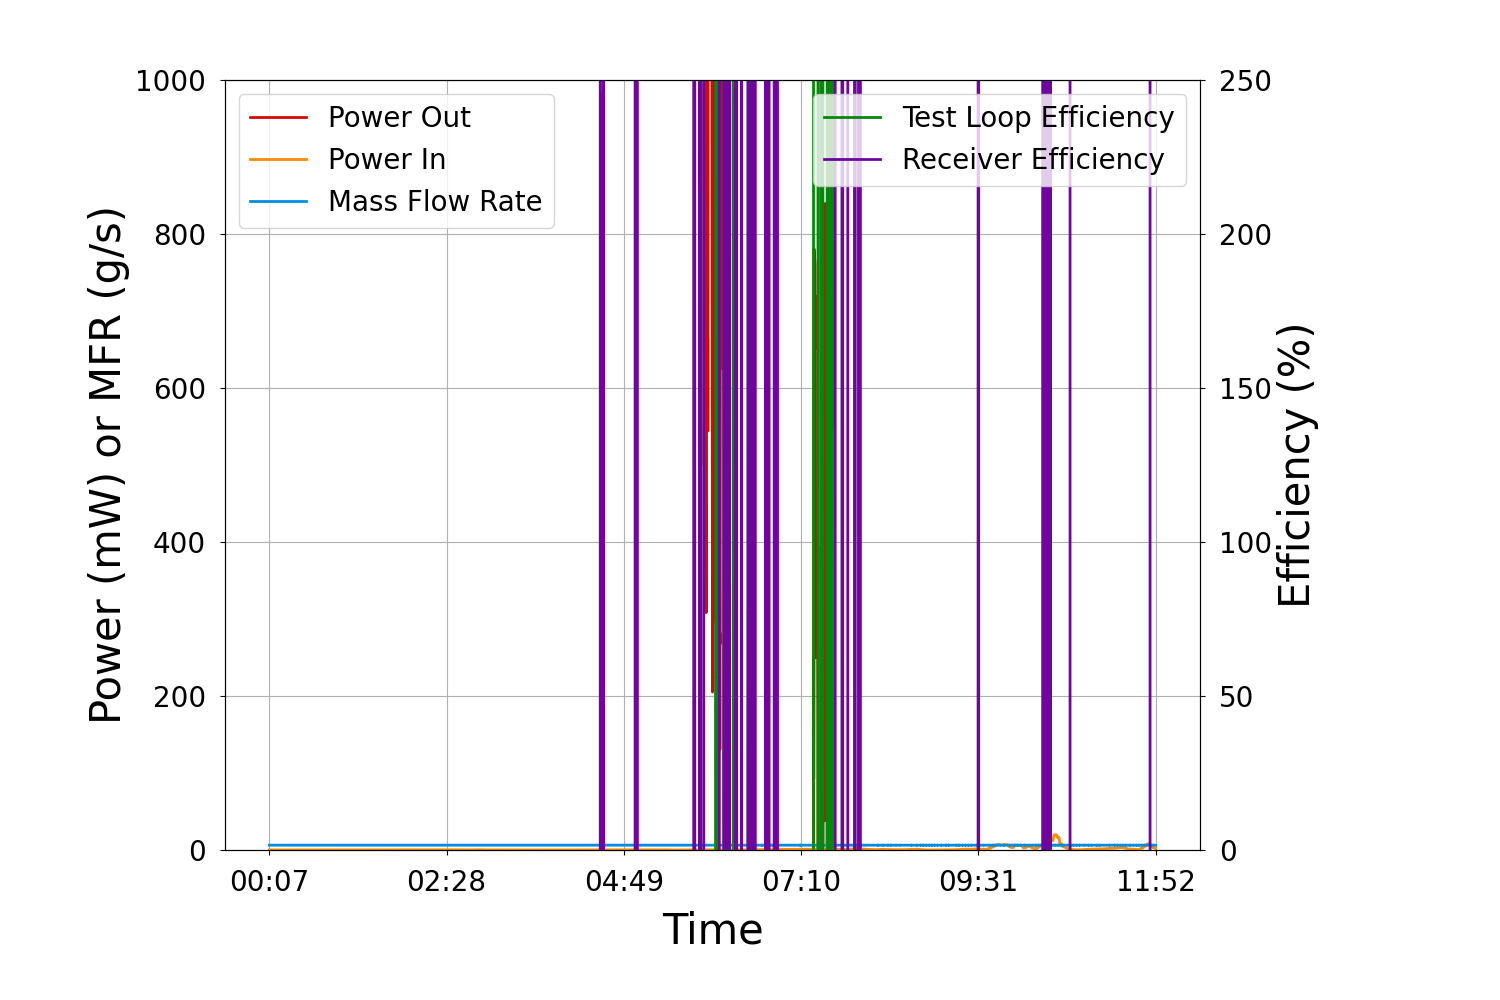 1000
800
600
400
200
0
Power (mW) or MFR (g/s)
Power Out
Power In
Mass Flow Rate
Test Loop Efficiency
Receiver Efficiency
250
200
150
100
50
0
Efficiency (%)
00:07 02:28 04:49 07:10 09:31 11:52
Time